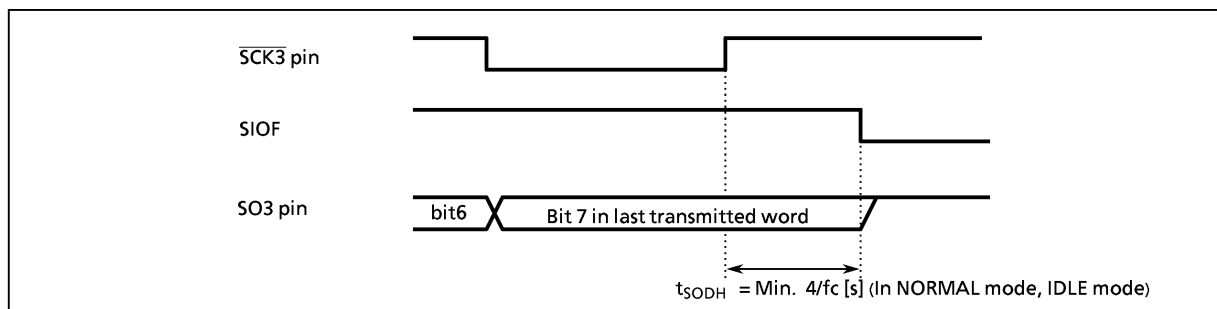 SCK3 pin
SIOF
SO3 pin
bit6
Bit 7 in last transmitted word
tSODH = Min. 4/fc [s] (In NORMAL mode, IDLE mode)